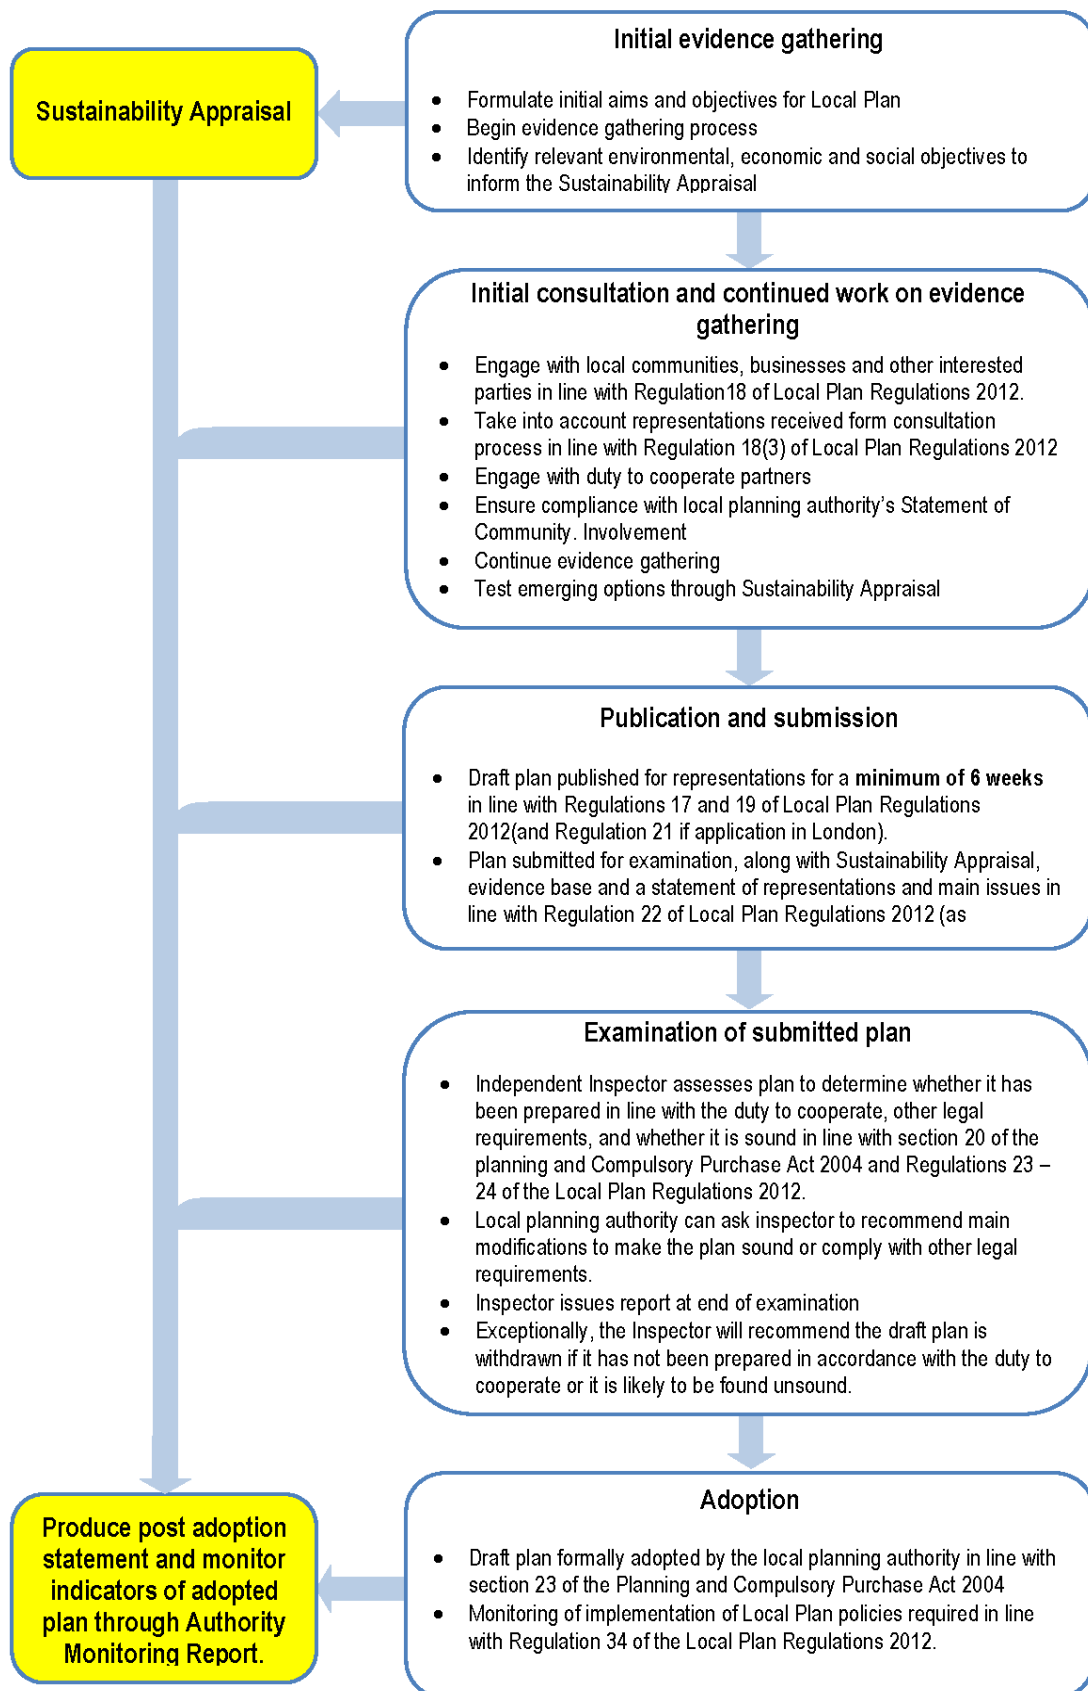 Initial evidence gathering
Sustainability Appraisal
• Formulate initial aims and objectives for Local Plan
• Begin evidence gathering process
• Identify relevant environmental, economic and social objectives to
inform the Sustainability Appraisal
Initial consultation and continued work on evidence
gathering
• Engage with local communities, businesses and other interested
parties in line with Regulation18 of Local Plan Regulations 2012.
• Take into account representations received form consultation
process in line with Regulation 18(3) of Local Plan Regulations 2012
• Engage with duty to cooperate partners
• Ensure compliance with local planning authority's Statement of
Community. Involvement
• Continue evidence gathering
• Test emerging options through Sustainability Appraisal
Publication and submission
• Draft plan published for representations for a minimum of 6 weeks
in line with Regulations 17 and 19 of Local Plan Regulations
2012(and Regulation 21 if application in London).
• Plan submitted for examination, along with Sustainability Appraisal,
evidence base and a statement of representations and main issues in
line with Regulation 22 of Local Plan Regulations 2012 (as
Examination of submitted plan
• Independent Inspector assesses plan to determine whether it has
been prepared in line with the duty to cooperate, other legal
requirements, and whether it is sound in line with section 20 of the
planning and Compulsory Purchase Act 2004 and Regulations 23 –
24 of the Local Plan Regulations 2012.
• Local planning authority can ask inspector to recommend main
modifications to make the plan sound or comply with other legal
requirements.
• Inspector issues report at end of examination
• Exceptionally, the Inspector will recommend the draft plan is
withdrawn if it has not been prepared in accordance with the duty to
cooperate or it is likely to be found unsound.
Adoption
• Draft plan formally adopted by the local planning authority in line with
section 23 of the Planning and Compulsory Purchase Act 2004
• Monitoring of implementation of Local Plan policies required in line
with Regulation 34 of the Local Plan Regulations 2012.
Produce post adoption
statement and monitor
indicators of adopted
plan through Authority
Monitoring Report.